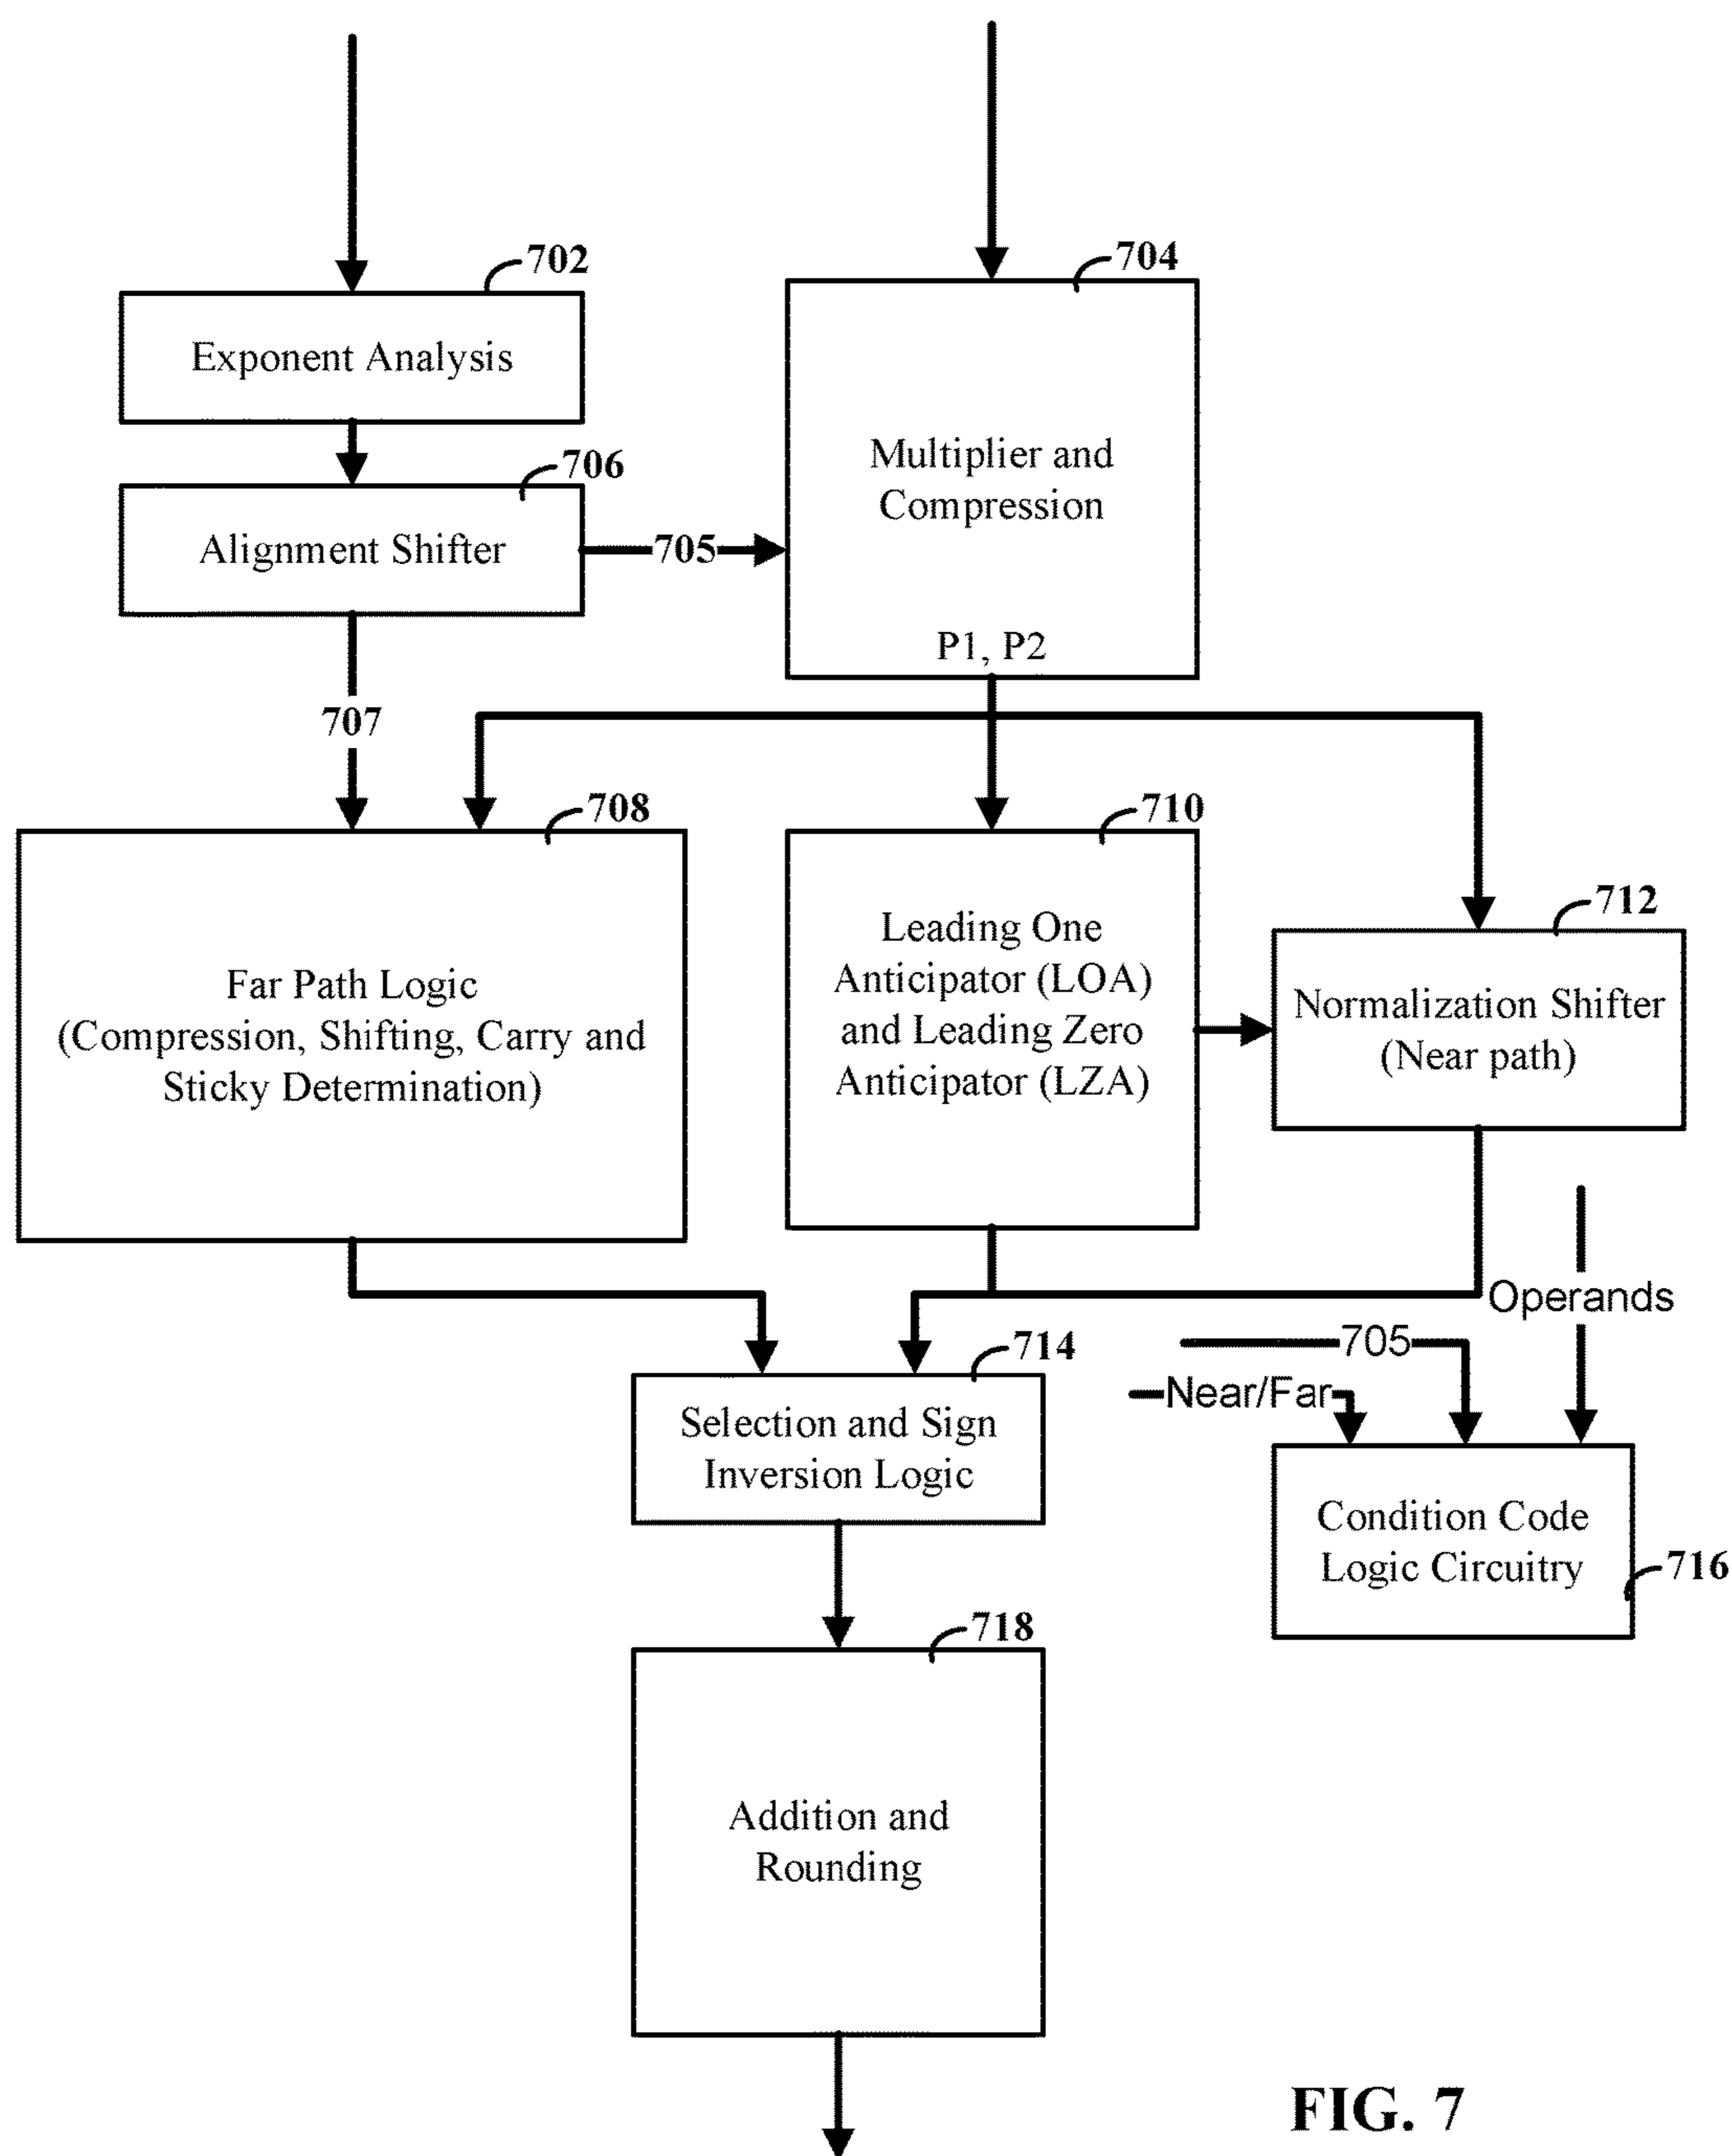 702
704
Exponent Analysis
706
Multiplier and
Compression
Alignment Shifter
705
P1, P2
707
708
710
712
Leading One
Anticipator (LOA)
and Leading Zero
Anticipator (LZA)
Far Path Logic
(Compression, Shifting, Carry and
Sticky Determination)
Normalization Shifter
(Near path)
Operands
705
714
Near/Far
Selection and Sign
Inversion Logic
Condition Code
Logic Circuitry
716
718
Addition and
Rounding
FIG. 7